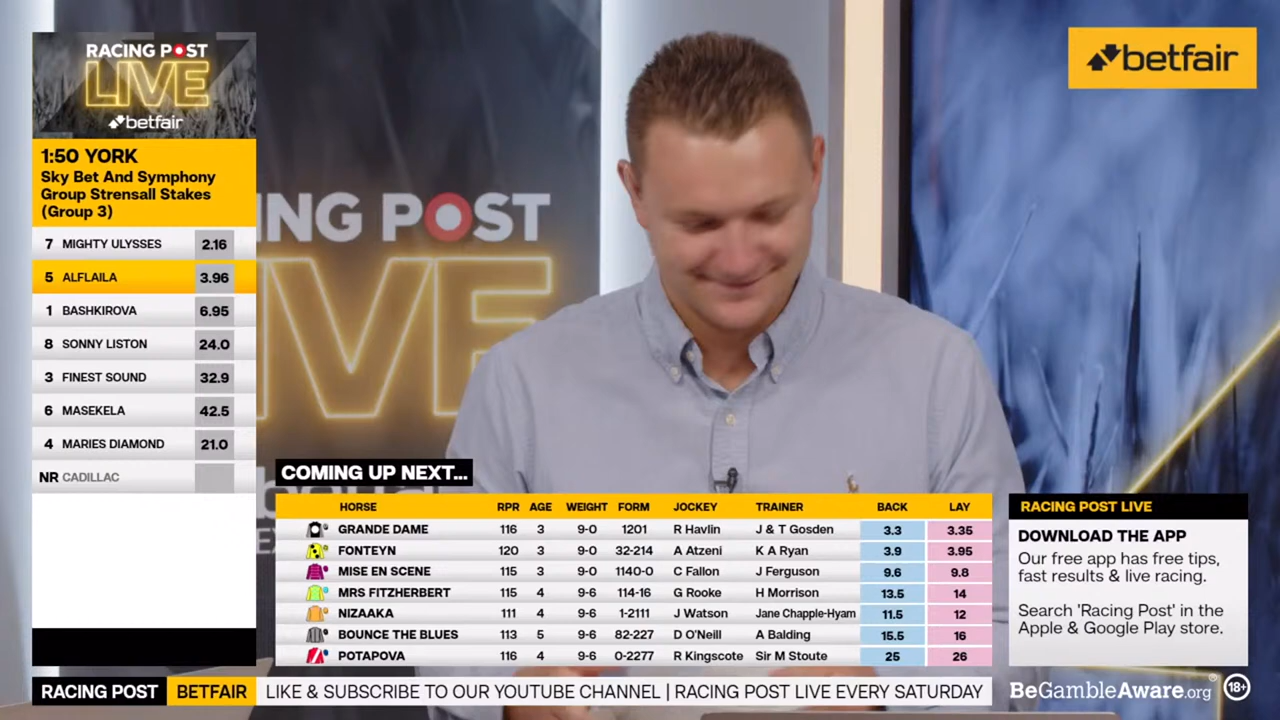 RACING POST
LIVE
betfair
1:50 YORK
Sky Bet And Symphony
Group Strensall Stakes
(Group 3)
7 MIGHTY ULYSSES 2.16
5 ALFLAILA 3.96
1 BASHKIROVA 6.95
8 SONNY LISTON 24.0
3 FINEST SOUND 32.9
6 MASEKELA 42.5
4 MARIES DIAMOND 21.0
NR CADILLAC
betfair
ING POST
IVE
COMING UP NEXT...
HORSE RPR AGE WEIGHT FORM JOCKEY TRAINER BACK LAY
GRANDE DAME 116 3 9-0 1201 R Havlin J & T Gosden 3.3 3.35
FONTEYN 120 3 9-0 32-214 A Atzeni K A Ryan 3.9 3.95
MISE EN SCENE 115 3 9-0 1140-0 C Fallon J Ferguson 9.6 9.8
MRS FITZHERBERT 115 4 9-6 114-16 G Rooke H Morrison 13.5 14
NIZAAKA 111 4 9-6 1-2111 J Watson Jane Chapple-Hyam 11.5 12
BOUNCE THE BLUES 113 5 9-6 82-227 D O'Neill A Balding 15.5 16
POTAPOVA 116 4 9-6 0-2277 R Kingscote Sir M Stoute 25 26
RACING POST LIVE
DOWNLOAD THE APP
Our free app has free tips,
fast results & live racing.
Search 'Racing Post' in the
Apple & Google Play store.
RACING POST BETFAIR LIKE & SUBSCRIBE TO OUR YOUTUBE CHANNEL | RACING POST LIVE EVERY SATURDAY
BeGambleAware.org® 18+